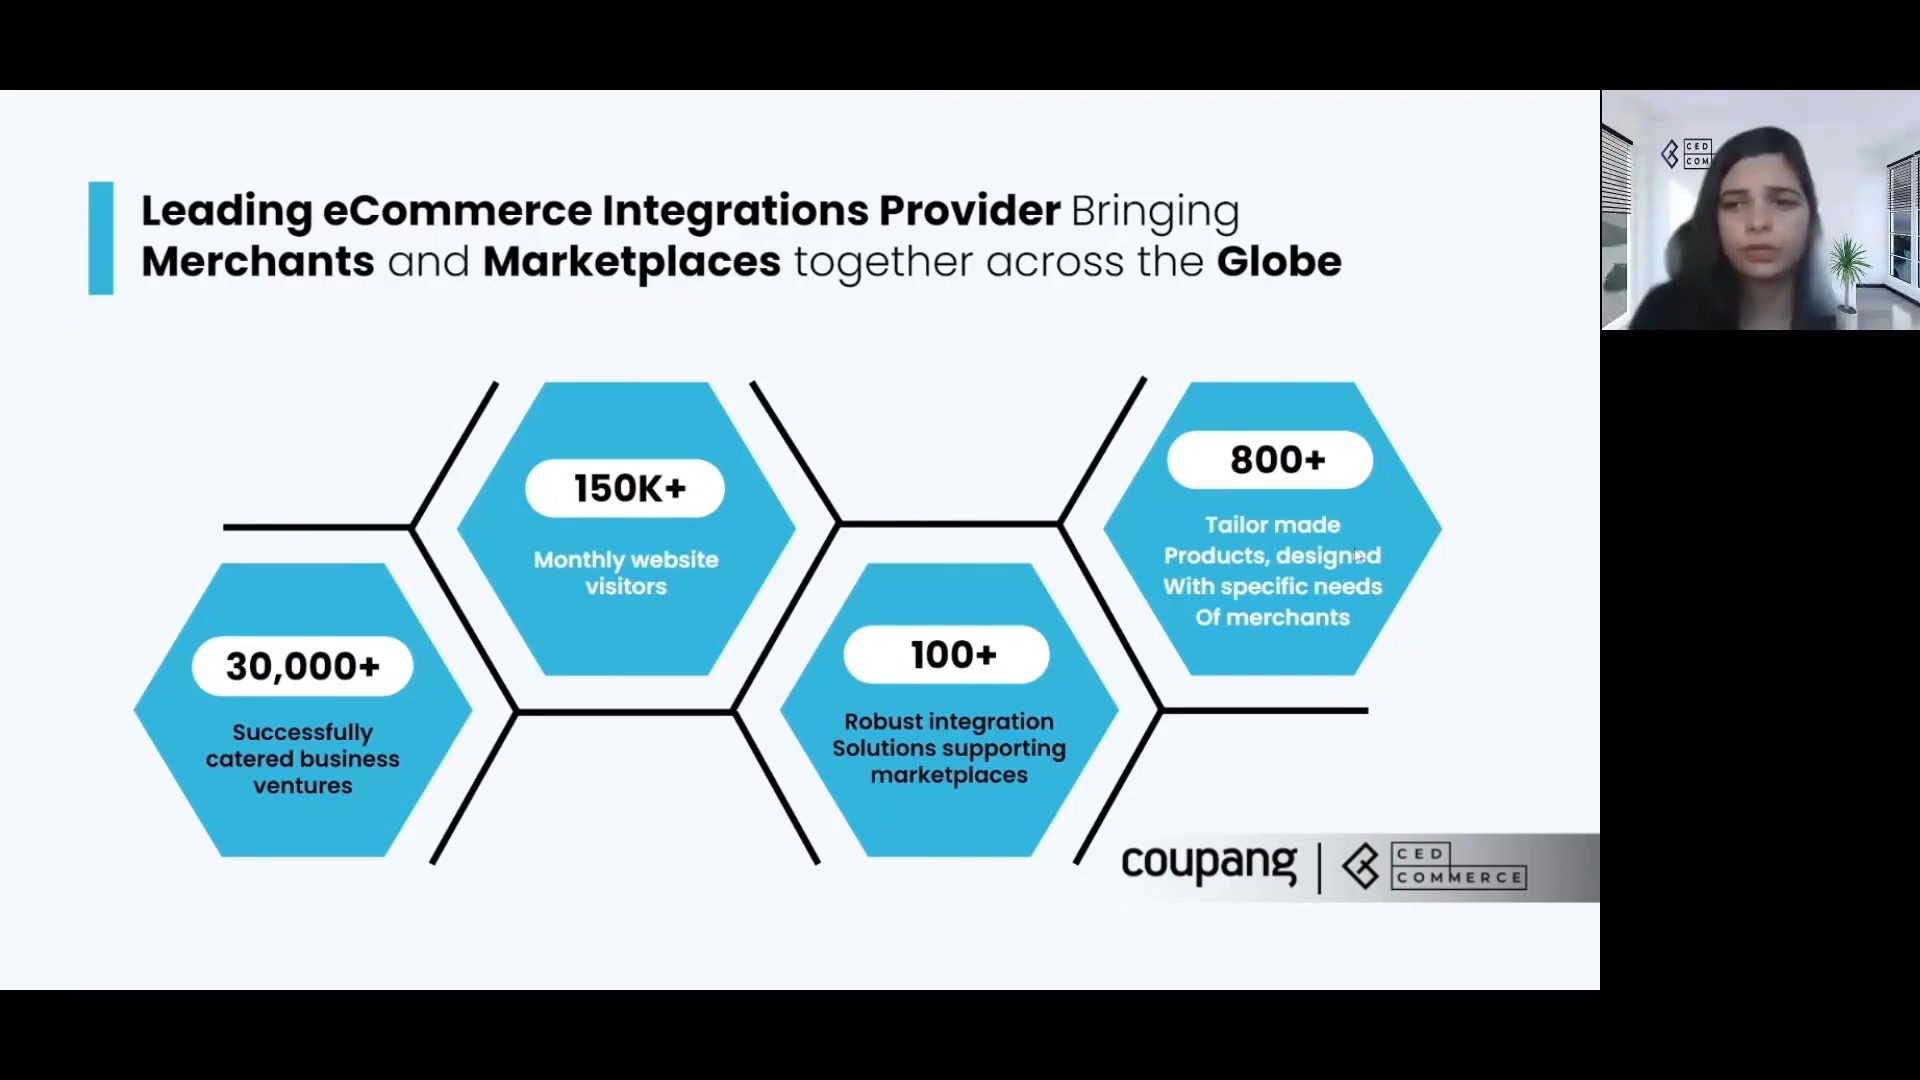 Leading eCommerce Integrations Provider Bringing
Merchants and Marketplaces together across the Globe
30,000+
Successfully
catered business
ventures
150K+
Monthly website
visitors
100+
Robust integration
Solutions supporting
marketplaces
800+
Tailor made
Products, designed
With specific needs
Of merchants
coupang
CED
COMMERCE
CED
COM